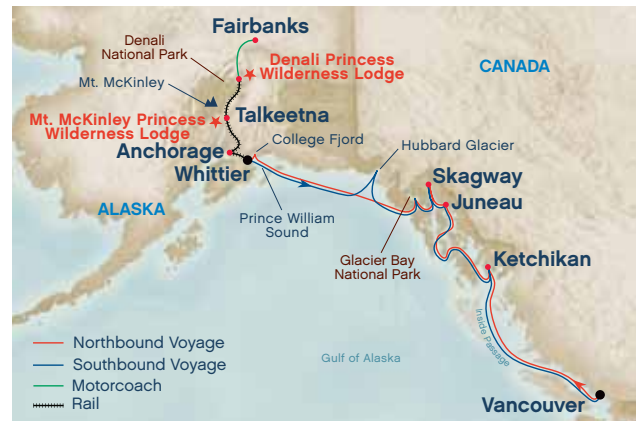 Fairbanks
Denali
National Park
Denali Princess
Wilderness Lodge
CANADA
Mt. McKinley
Mt. McKinley Princess
Wilderness Lodge
Talkeetna
College Fjord
Hubbard Glacier
Anchorage
Whittier
Skagway
Juneau
ALASKA
Prince William
Sound
Glacier Bay
National Park
Ketchikan
Inside Passage
Gulf of Alaska
Northbound Voyage
Southbound Voyage
Motorcoach
Rail
Vancouver